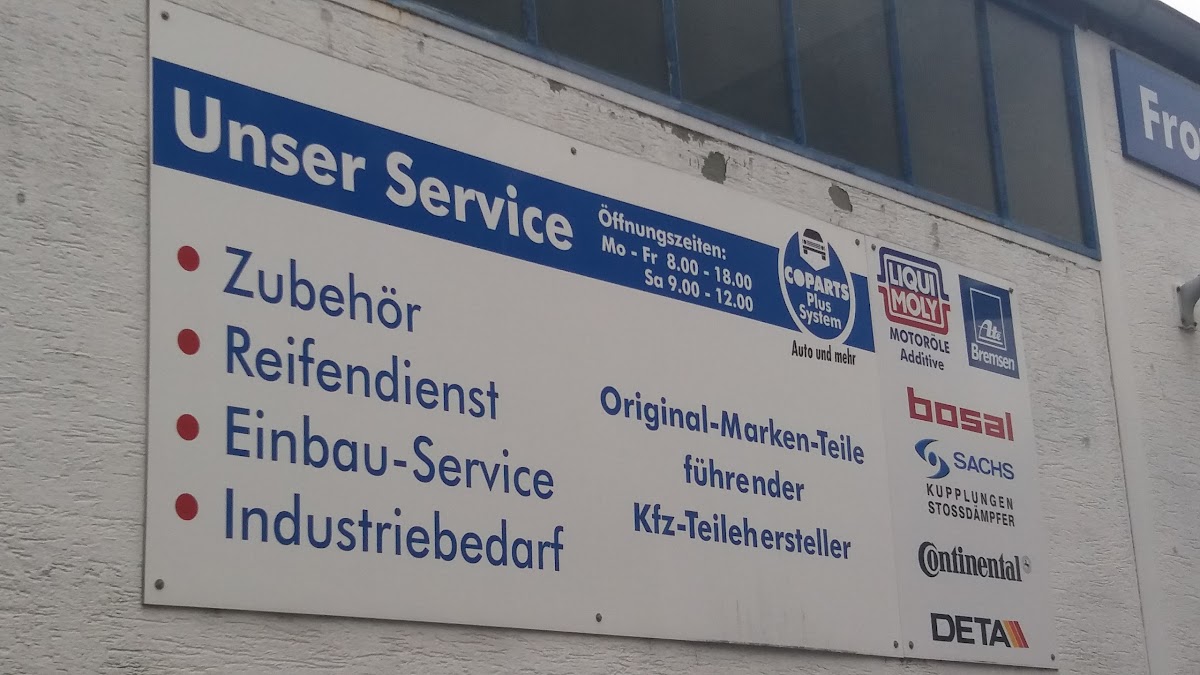 Unser Service
Öffnungszeiten:
Mo - Fr 8.00 - 18.00
Sa 9.00 - 12.00
COPARTS
Plus
System
Auto und mehr
• Zubehör
• Reifendienst
• Einbau-Service
• Industriebedarf
Original-Marken-Teile
führender
Kfz-Teilehersteller
LIQUI
MOLY
MOTORÖLE
Additive
Ate
Bremsen
bosal
SACHS
KUPPLUNGEN
STOSSDÄMPFER
Continental
DETA
Fro